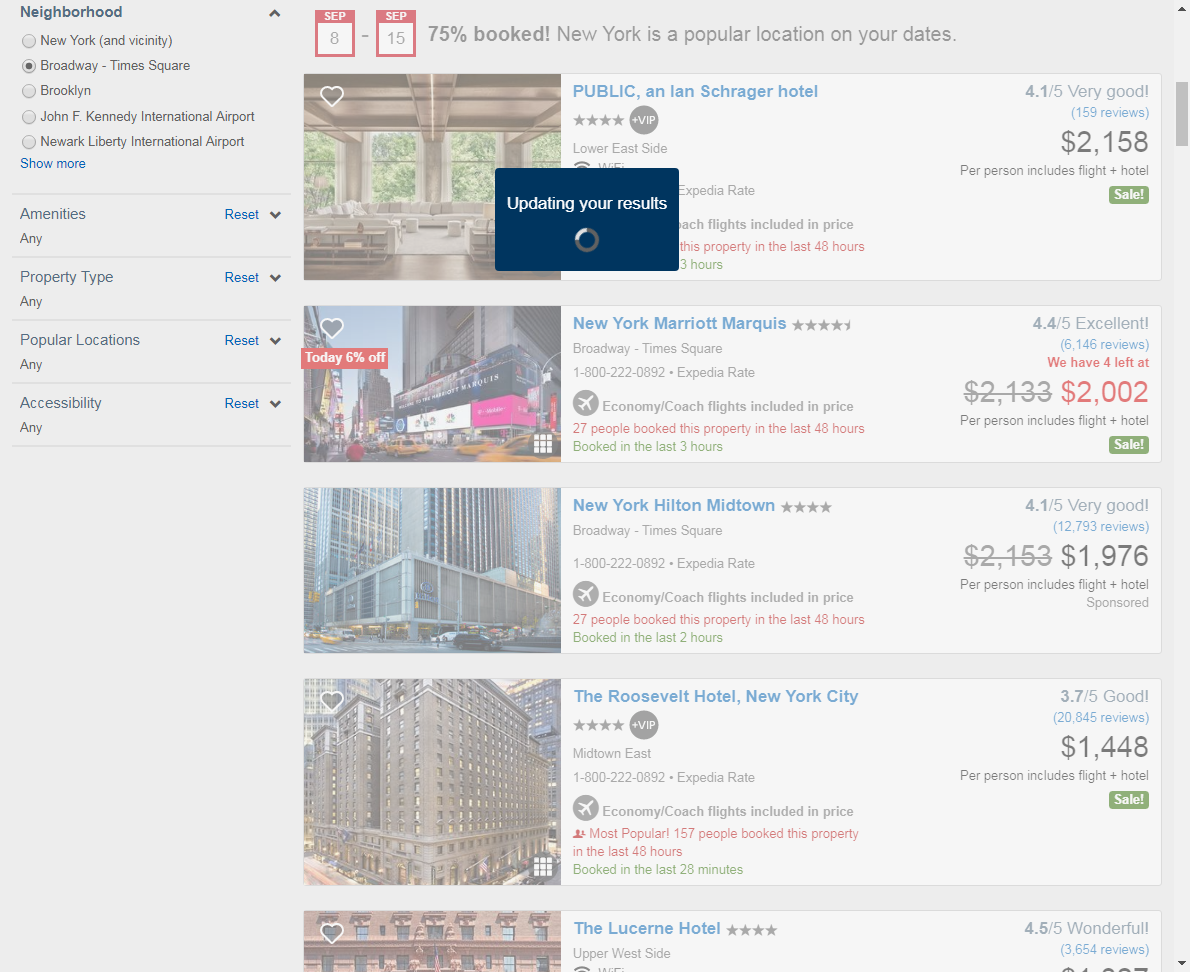 Neighborhood
New York (and vicinity)
Broadway - Times Square
Brooklyn
John F. Kennedy International Airport
Newark Liberty International Airport
Show more
Amenities Reset
Any
Property Type Reset
Any
Popular Locations Reset
Any
Accessibility Reset
Any
SEP
8
-
SEP
15
75% booked! New York is a popular location on your dates.
PUBLIC, an Ian Schrager hotel
+VIP
Lower East Side
WiFi
Expedia Rate
flights included in price
this property in the last 48 hours
3 hours
4.1/5 Very good!
(159 reviews)
$2,158
Per person includes flight + hotel
Sale!
Updating your results
Today 6% off
MARRIOTT MARQUIS
New York Marriott Marquis
Broadway - Times Square
1-800-222-0892 • Expedia Rate
Economy/Coach flights included in price
27 people booked this property in the last 48 hours
Booked in the last 3 hours
4.4/5 Excellent!
(6,146 reviews)
We have 4 left at
$2,133 $2,002
Per person includes flight + hotel
Sale!
New York Hilton Midtown
Broadway - Times Square
1-800-222-0892 • Expedia Rate
Economy/Coach flights included in price
27 people booked this property in the last 48 hours
Booked in the last 2 hours
4.1/5 Very good!
(12,793 reviews)
$2,153 $1,976
Per person includes flight + hotel
Sponsored
The Roosevelt Hotel, New York City
+VIP
Midtown East
1-800-222-0892 • Expedia Rate
Economy/Coach flights included in price
Most Popular! 157 people booked this property
in the last 48 hours
Booked in the last 28 minutes
3.7/5 Good!
(20,845 reviews)
$1,448
Per person includes flight + hotel
Sale!
The Lucerne Hotel
Upper West Side
WiFi
4.5/5 Wonderful!
(3,654 reviews)